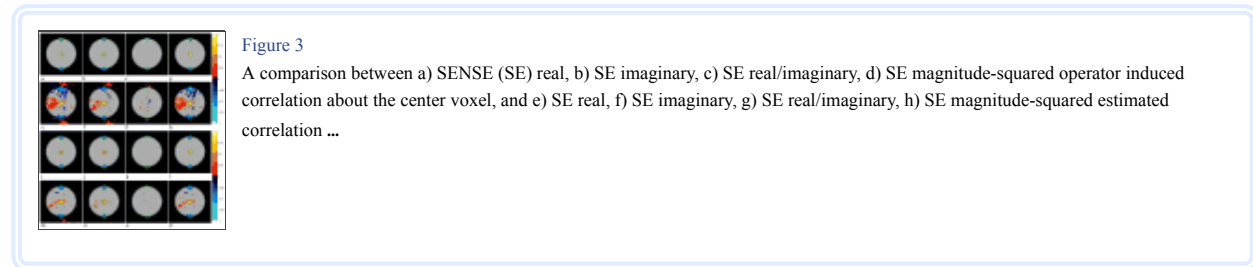 Figure 3
A comparison between a) SENSE (SE) real, b) SE imaginary, c) SE real/imaginary, d) SE magnitude-squared operator induced
correlation about the center voxel, and e) SE real, f) SE imaginary, g) SE real/imaginary, h) SE magnitude-squared estimated
correlation ...